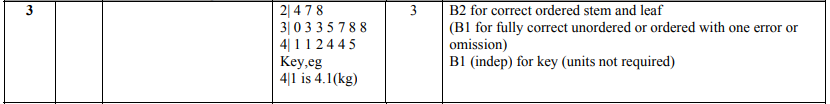 3
2| 4 7 8
3| 0 3 3 5 7 8 8
4| 1 1 2 4 4 5
Key,eg
4|1 is 4.1(kg)
3
B2 for correct ordered stem and leaf
(B1 for fully correct unordered or ordered with one error or
omission)
B1 (indep) for key (units not required)